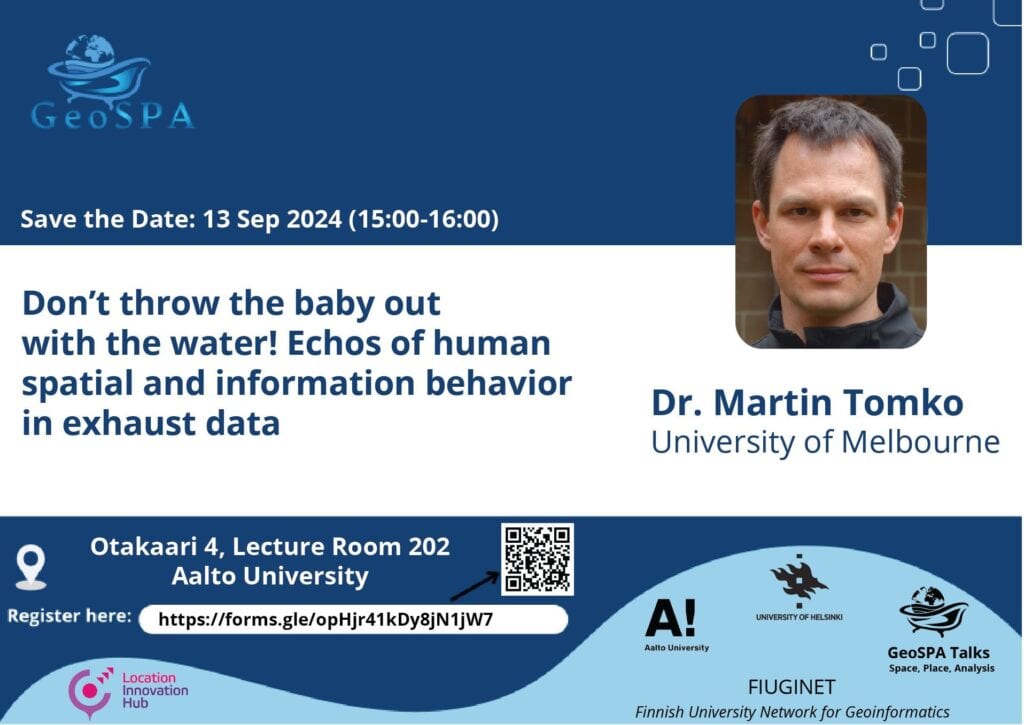 GeoSPA
Save the Date: 13 Sep 2024 (15:00-16:00)
Don’t throw the baby out
with the water! Echos of human
spatial and information behavior
in exhaust data
Dr. Martin Tomko
University of Melbourne
Otakaari 4, Lecture Room 202
Aalto University
Register here: https://forms.gle/opHjr41kDy8jN1jW7
Location
Innovation
Hub
A!
Aalto University
UNIVERSITY OF HELSINKI
GeoSPA Talks
Space, Place, Analysis
FIUGINET
Finnish University Network for Geoinformatics